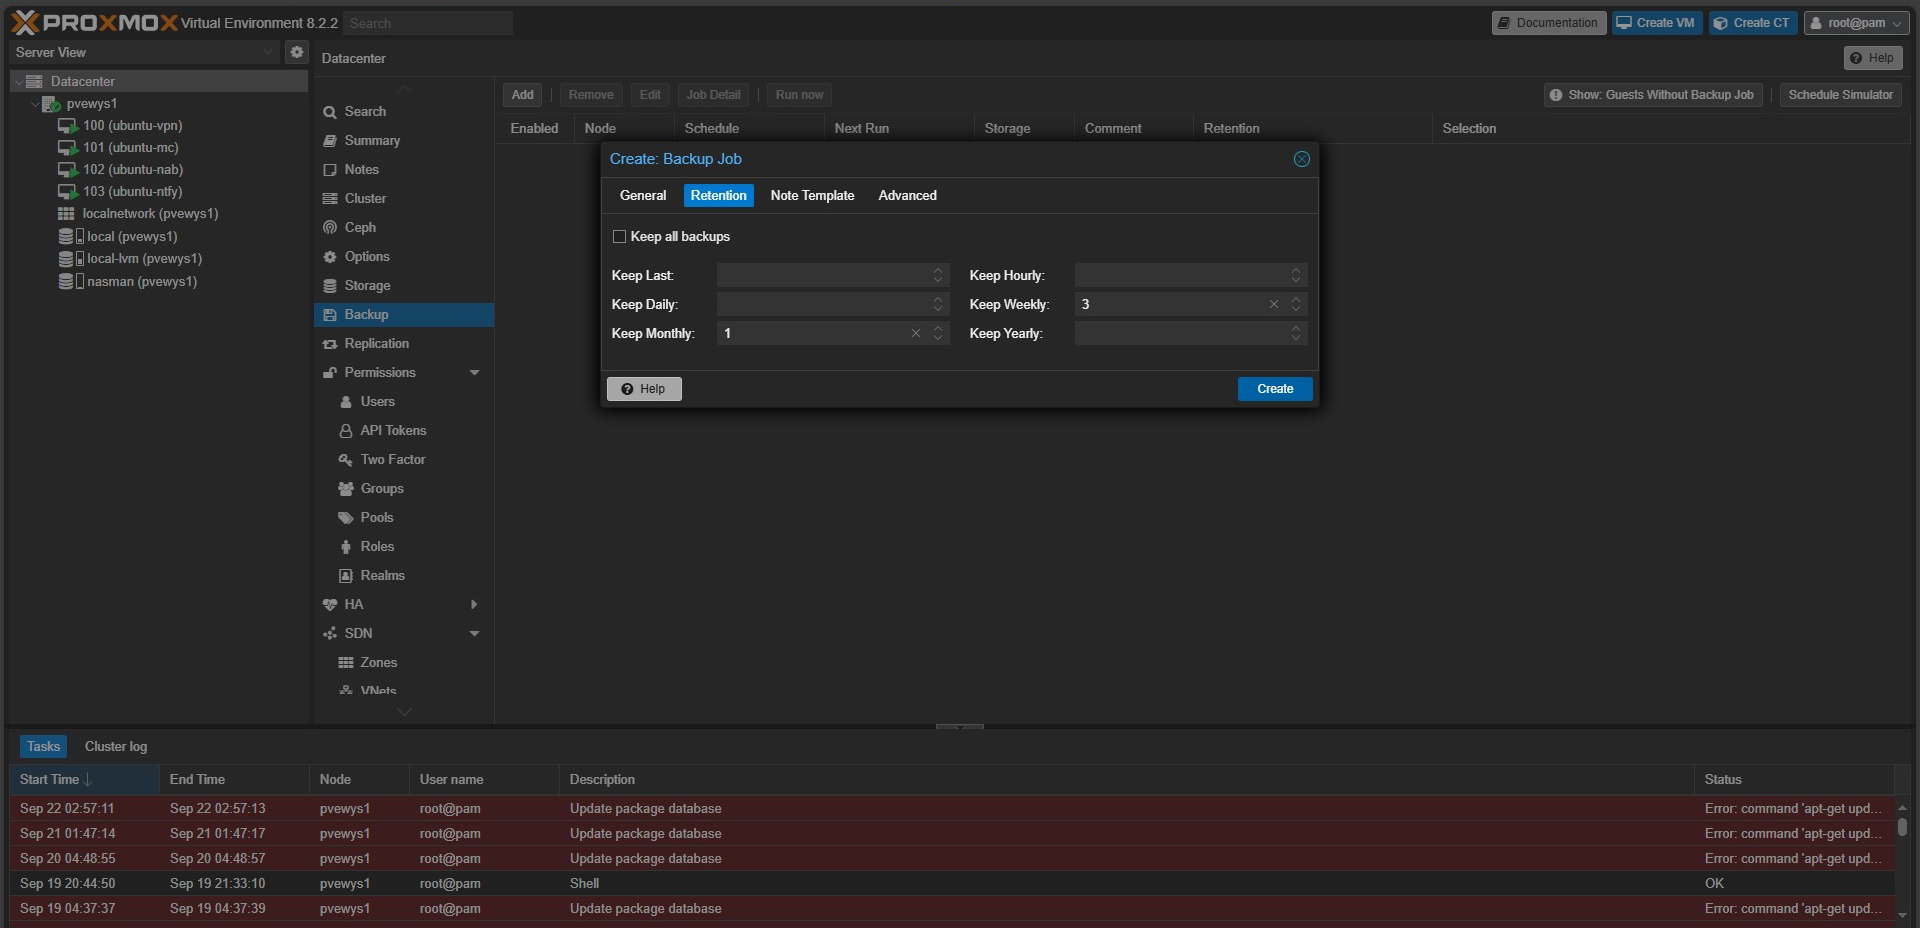 PROXMOX Virtual Environment 8.2.2 Search Documentation Create VM Create CT root@pam
Server View
Datacenter
pvewys1
100 (ubuntu-vpn)
101 (ubuntu-mc)
102 (ubuntu-nab)
103 (ubuntu-ntfy)
localnetwork (pvewys1)
local (pvewys1)
local-lvm (pvewys1)
nasman (pvewys1)
Datacenter Help
Search
Summary
Notes
Cluster
Ceph
Options
Storage
Backup
Replication
Permissions
Users
API Tokens
Two Factor
Groups
Pools
Roles
Realms
HA
SDN
Zones
VNets
Add Remove Edit Job Detail Run now Show: Guests Without Backup Job Schedule Simulator
Enabled Node Schedule Next Run Storage Comment Retention Selection
Create: Backup Job
General Retention Note Template Advanced
Keep all backups
Keep Last: Keep Hourly:
Keep Daily: Keep Weekly: 3
Keep Monthly: 1 Keep Yearly:
Help Create
Tasks Cluster log
Start Time End Time Node User name Description Status
Sep 22 02:57:11 Sep 22 02:57:13 pvewys1 root@pam Update package database Error: command 'apt-get upd...
Sep 21 01:47:14 Sep 21 01:47:17 pvewys1 root@pam Update package database Error: command 'apt-get upd...
Sep 20 04:48:55 Sep 20 04:48:57 pvewys1 root@pam Update package database Error: command 'apt-get upd...
Sep 19 20:44:50 Sep 19 21:33:10 pvewys1 root@pam Shell OK
Sep 19 04:37:37 Sep 19 04:37:39 pvewys1 root@pam Update package database Error: command 'apt-get upd...